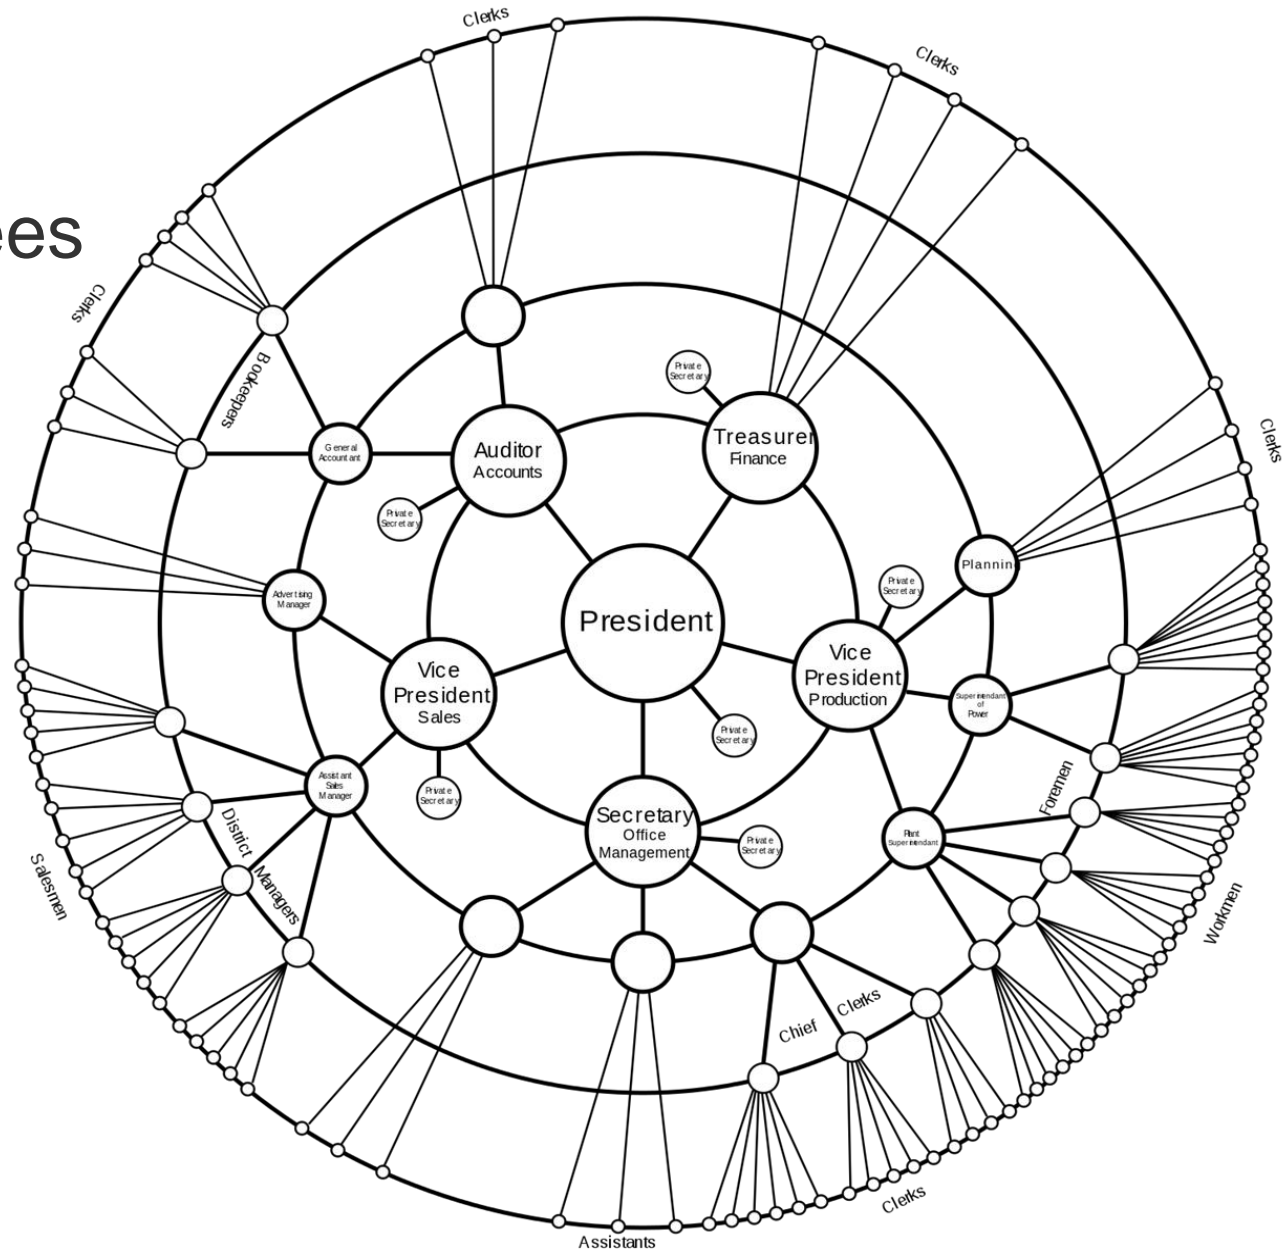 Clerks
Clerks
ees
Clerks
Bookeepers
Private
Secretary
Treasurer
Finance
Auditor
Accounts
General
Accountant
Clerks
Private
Secretary
Planning
Private
Secretary
Advertising
Manager
President
Vice
President
Production
Vice
President
Sales
Superintendant
of
Power
Private
Secretary
Assistant
Sales
Manager
Private
Secretary
Foremen
Secretary
Office
Management
Private
Secretary
Plant
Superintendant
District
Managers
Salesmen
Workmen
Chief
Clerks
Clerks
Assistants